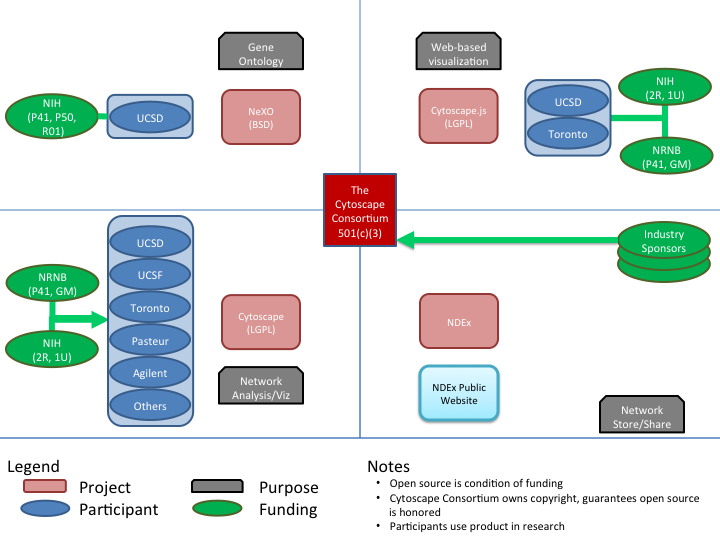 Gene
Ontology
NIH
(P41, P50,
R01)
UCSD
NeXO
(BSD)
Web-based
visualization
Cytoscape.js
(LGPL)
UCSD
Toronto
NIH
(2R, 1U)
NRNB
(P41, GM)
The
Cytoscape
Consortium
501(c)(3)
Industry
Sponsors
NRNB
(P41, GM)
NIH
(2R, 1U)
UCSD
UCSF
Toronto
Pasteur
Agilent
Others
Cytoscape
(LGPL)
Network
Analysis/Viz
NDEx
NDEx Public
Website
Network
Store/Share
Legend
Project
Purpose
Participant
Funding
Notes
• Open source is condition of funding
• Cytoscape Consortium owns copyright, guarantees open source
is honored
• Participants use product in research